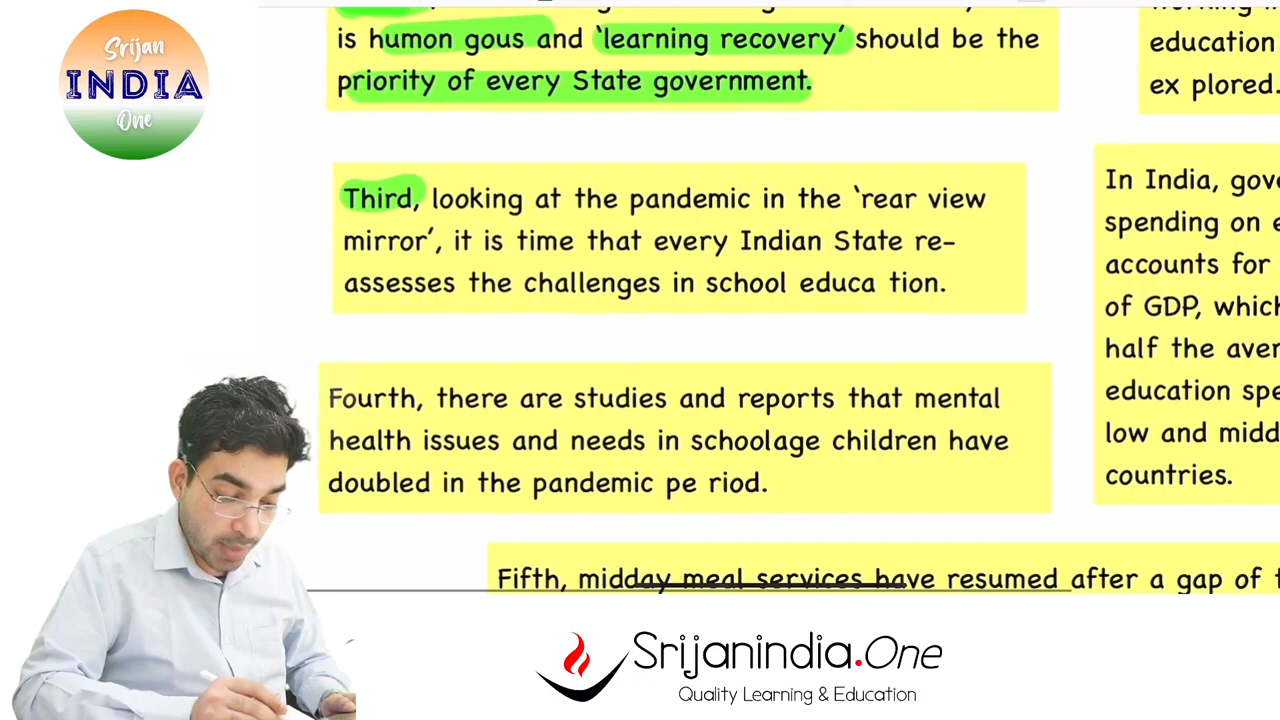 Srijan
INDIA
One
is humon gous and ‘learning recovery’ should be the
priority of every State government.
Third, looking at the pandemic in the ‘rear view
mirror’, it is time that every Indian State re-
assesses the challenges in school educa tion.
Fourth, there are studies and reports that mental
health issues and needs in schoolage children have
doubled in the pandemic pe riod.
Fifth, midday meal services have resumed after a gap of
education
ex plored.
In India,
spending on
accounts for
of GDP,
half the
education
low and
countries.
Srijanindia.One
Quality Learning & Education